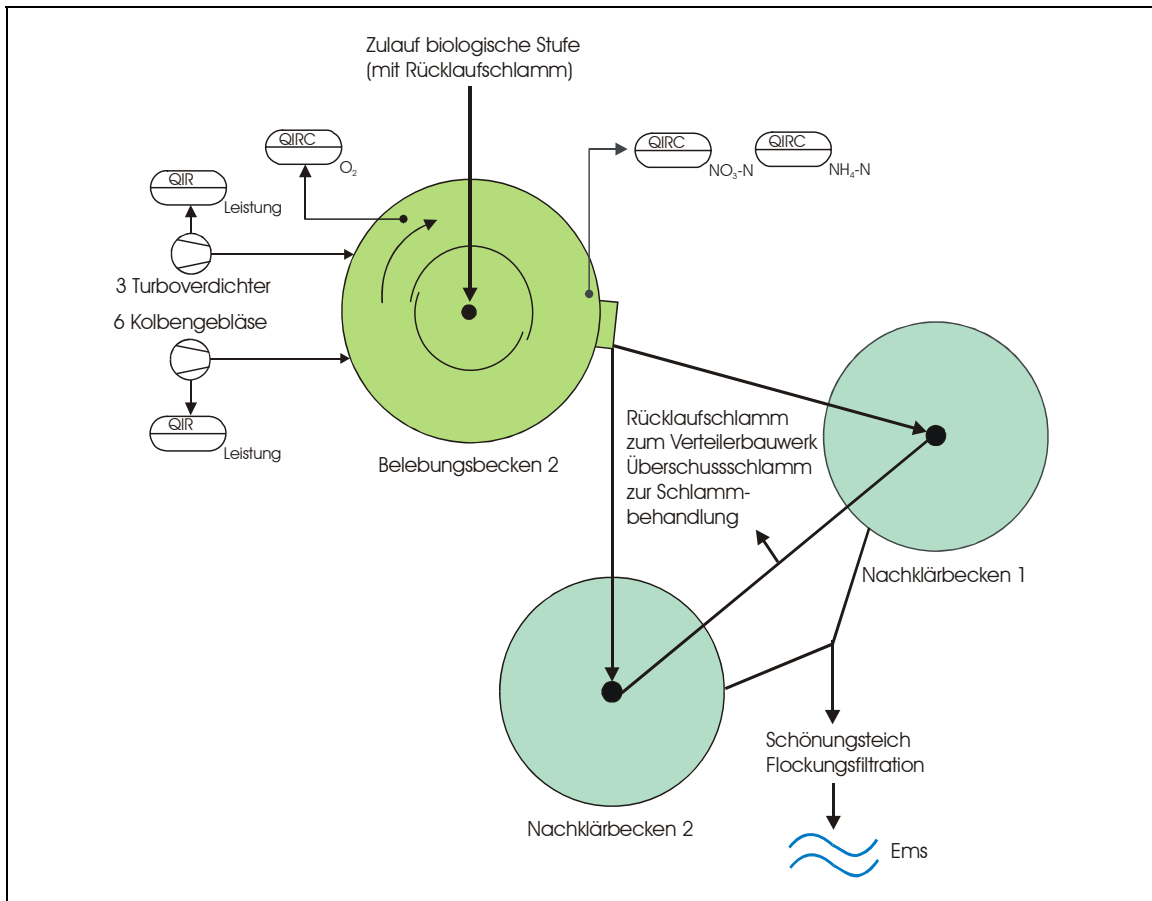 Zulauf biologische Stufe
(mit Rücklaufschlamm)
QIRC
O₂
QIRC
NO₃-N
QIRC
NH₄-N
QIR
Leistung
3 Turboverdichter
6 Kolbengebläse
QIR
Leistung
Belebungsbecken 2
Rücklaufschlamm
zum Verteilerbauwerk
Überschussschlamm
zur Schlamm-
behandlung
Nachklärbecken 1
Nachklärbecken 2
Schönungsteich
Flockungsfiltration
Ems